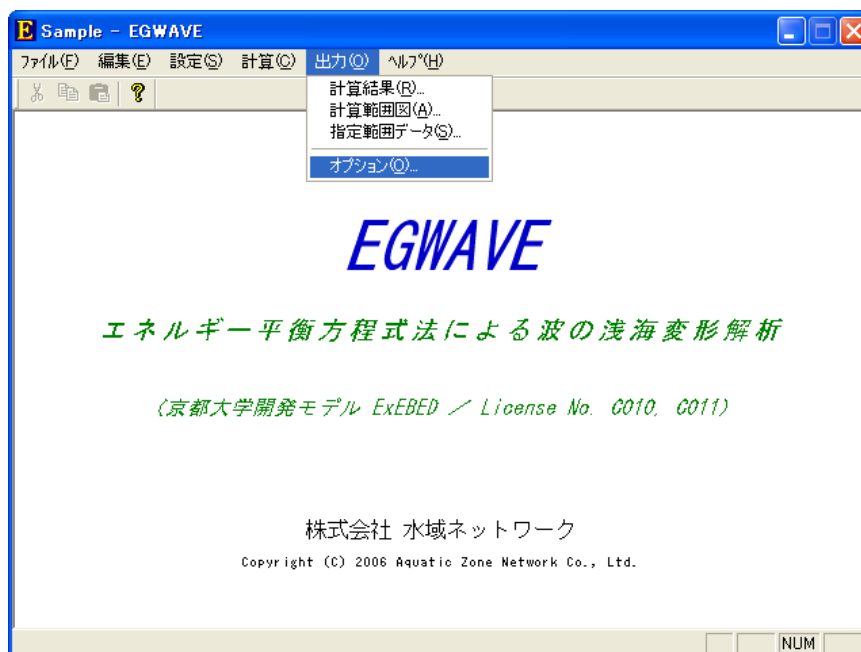 Sample - EGWAVE
ファイル(F) 編集(E) 設定(S) 計算(C) 出力(O) ヘルプ(H)
計算結果(R)...
計算範囲図(A)...
指定範囲データ(S)...
オプション(O)...
EGWAVE
エネルギー平衡方程式法による波の浅海変形解析
(京都大学開発モデル ExEBED ／ License No. C010, C011)
株式会社 水域ネットワーク
Copyright (C) 2006 Aquatic Zone Network Co., Ltd.
NUM